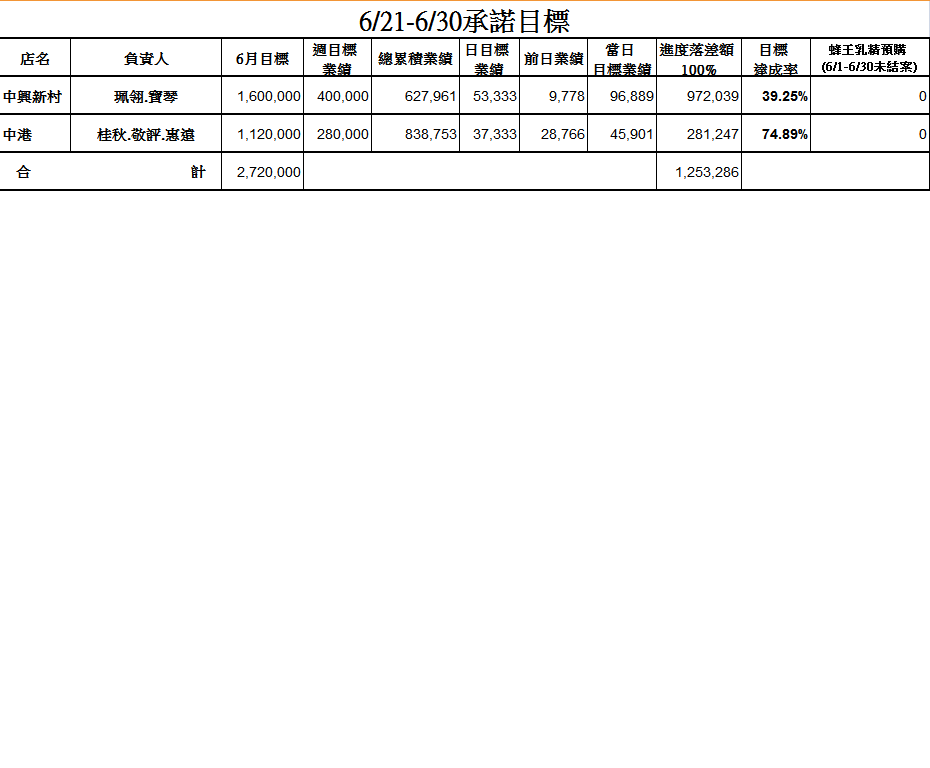 6/21-6/30承諾目標
店名 負責人 6月目標 週目標業績 總累積業績 日目標業績 前日業績 當日目標業績 進度落差額100% 目標達成率 蜂王乳精預購(6/1-6/30未結案)
中興新村 珮翎.寶琴 1,600,000 400,000 627,961 53,333 9,778 96,889 972,039 39.25% 0
中港 桂秋.敬評.惠遠 1,120,000 280,000 838,753 37,333 28,766 45,901 281,247 74.89% 0
合計 2,720,000 1,253,286